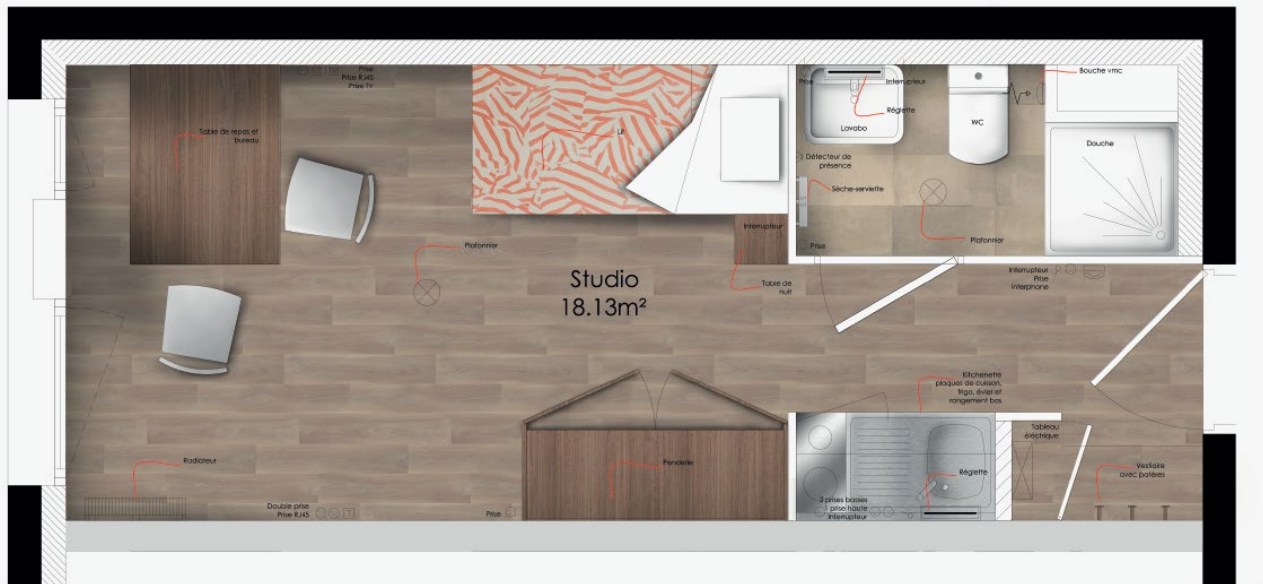 Prise
Prise RJ45
Prise TV
Table de repas et
bureau
Lit
Prise
Interrupteur
Réglette
Lavabo
WC
Bouche vmc
Douche
Détecteur de
présence
Sèche-serviette
Plafonnier
Prise
Interrupteur
Table de
nuit
Plafonnier
Studio
18.13m²
Interrupteur
Prise
Interphone
Kitchenette
plaques de cuisson,
frigo, évier et
rangement bas
Tableau
électrique
Vestiaire
avec patères
Réglette
2 prises basses
1 prise haute
Interrupteur
Penderie
Radiateur
Double prise
Prise RJ45
Prise